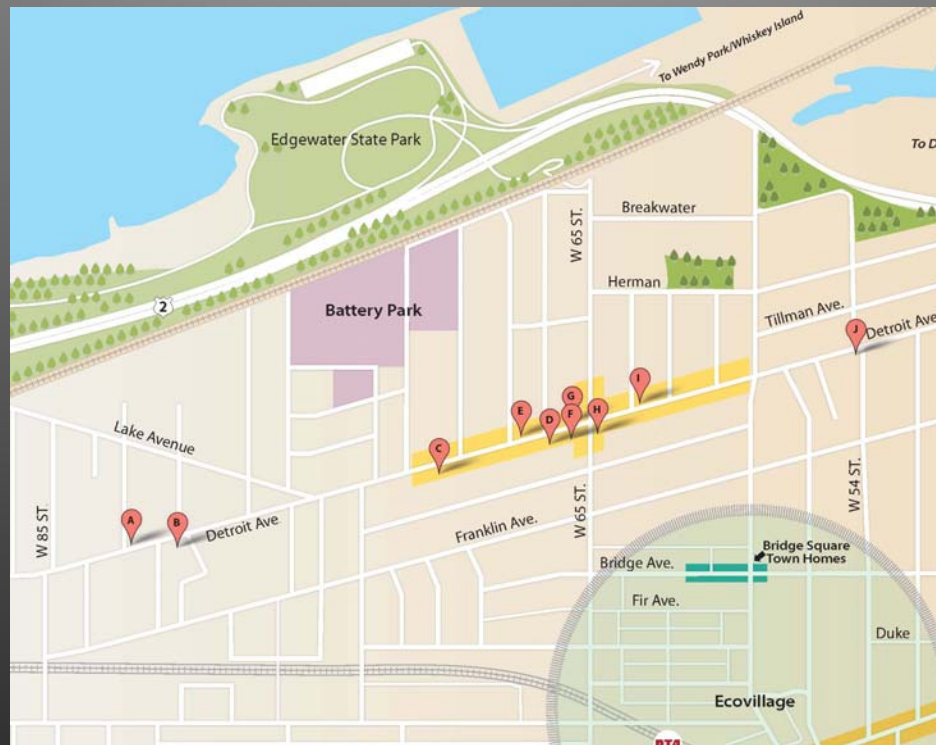 To Wendy Park/Whiskey Island
Edgewater State Park
To D
W 65 ST.
Breakwater
2
Herman
Battery Park
Tillman Ave.
Detroit Ave
J
I
G
E
D
F
H
C
Lake Avenue
A
B
Detroit Ave
W 85 ST.
Franklin Ave.
W 65 ST.
W 54 ST.
Bridge Square
Town Homes
Bridge Ave.
Fir Ave.
Duke
Ecovillage
RTA